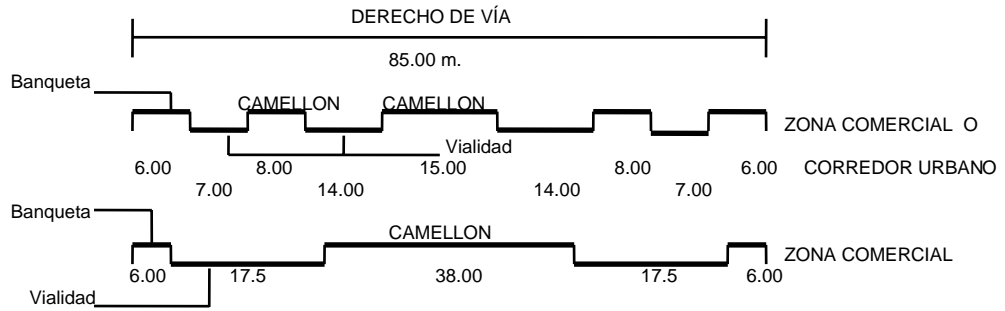 DERECHO DE VÍA
85.00 m.
Banqueta
CAMELLON CAMELLON
ZONA COMERCIAL O
Vialidad
6.00 8.00 15.00 8.00 6.00 CORREDOR URBANO
7.00 14.00 14.00 7.00
Banqueta
CAMELLON
ZONA COMERCIAL
6.00 17.5 38.00 17.5 6.00
Vialidad